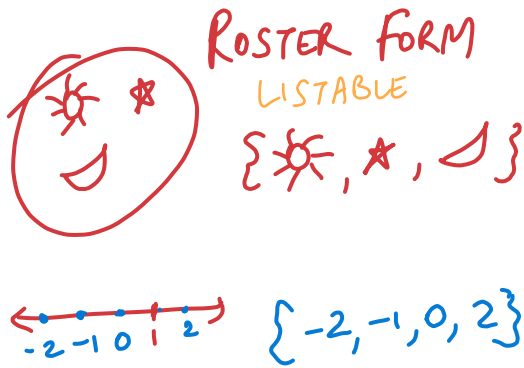 ROSTER FORM
LISTABLE
{ , , }
-2 -1 0 1 2
{-2, -1, 0, 2}